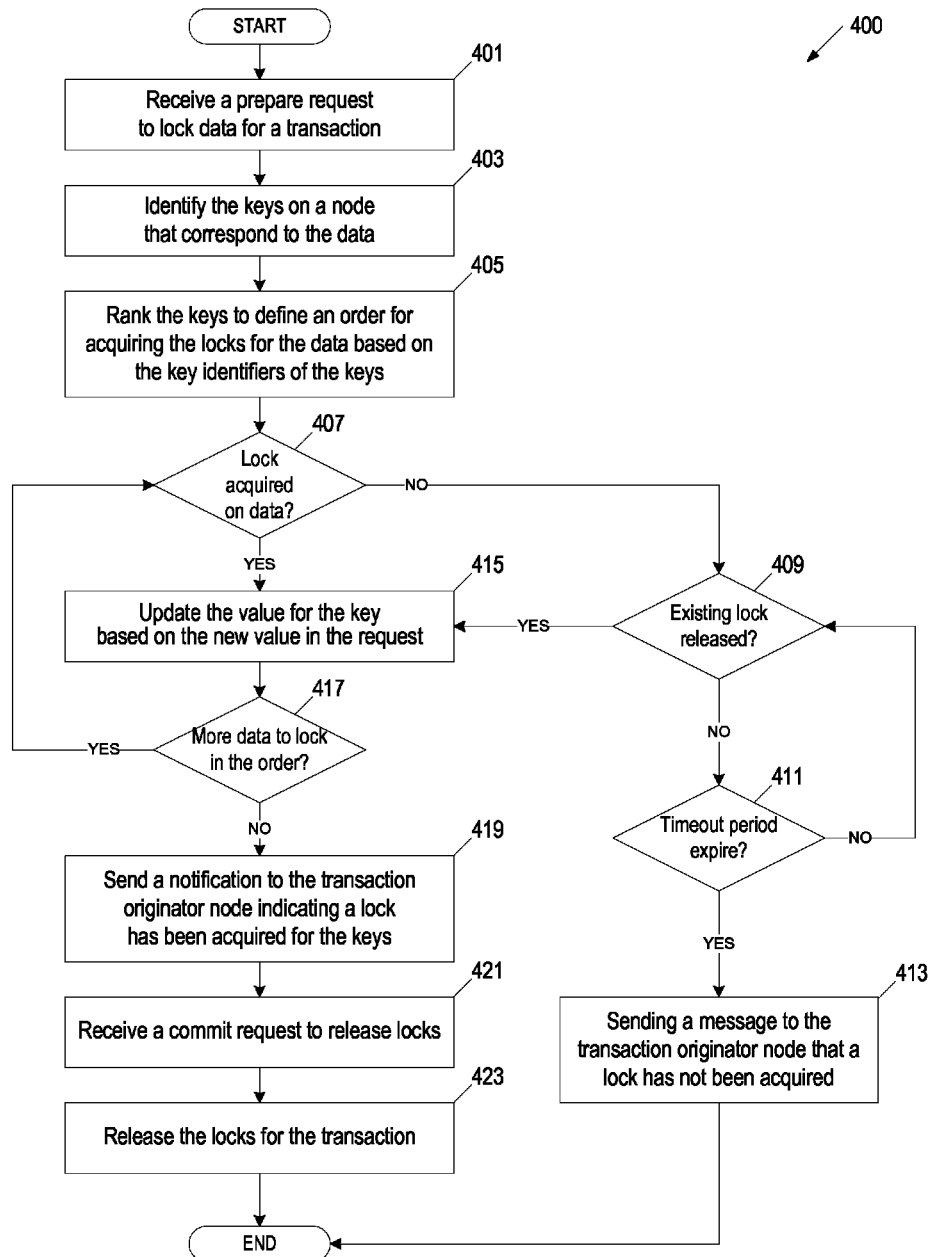 START
400
401
Receive a prepare request
to lock data for a transaction
403
Identify the keys on a node
that correspond to the data
405
Rank the keys to define an order for
acquiring the locks for the data based on
the key identifiers of the keys
407
Lock
acquired
on data?
NO
YES
409
Existing lock
released?
YES
NO
415
Update the value for the key
based on the new value in the request
417
More data to lock
in the order?
YES
NO
411
Timeout period
expire?
NO
YES
419
Send a notification to the transaction
originator node indicating a lock
has been acquired for the keys
421
Receive a commit request to release locks
413
Sending a message to the
transaction originator node that a
lock has not been acquired
423
Release the locks for the transaction
END